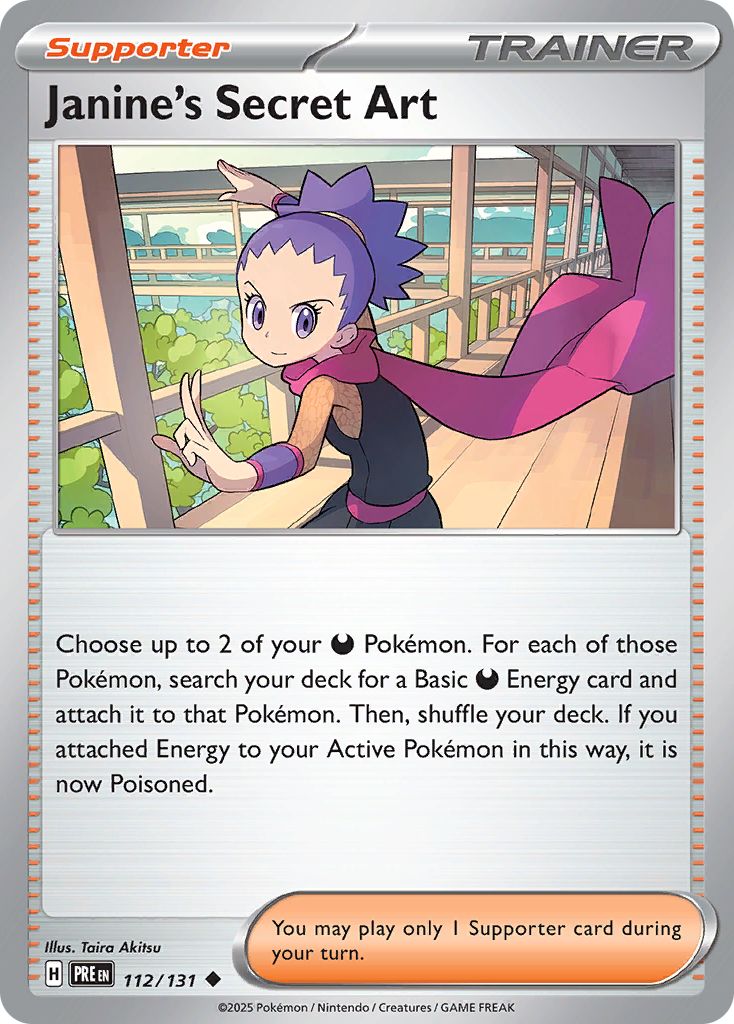 Supporter
TRAINER
Janine's Secret Art
Choose up to 2 of your Pokémon. For each of those
Pokémon, search your deck for a Basic Energy card and
attach it to that Pokémon. Then, shuffle your deck. If you
attached Energy to your Active Pokémon in this way, it is
now Poisoned.
You may play only 1 Supporter card during
your turn.
Illus. Taira Akitsu
H PRE EN 112/131
©2025 Pokémon / Nintendo / Creatures / GAME FREAK